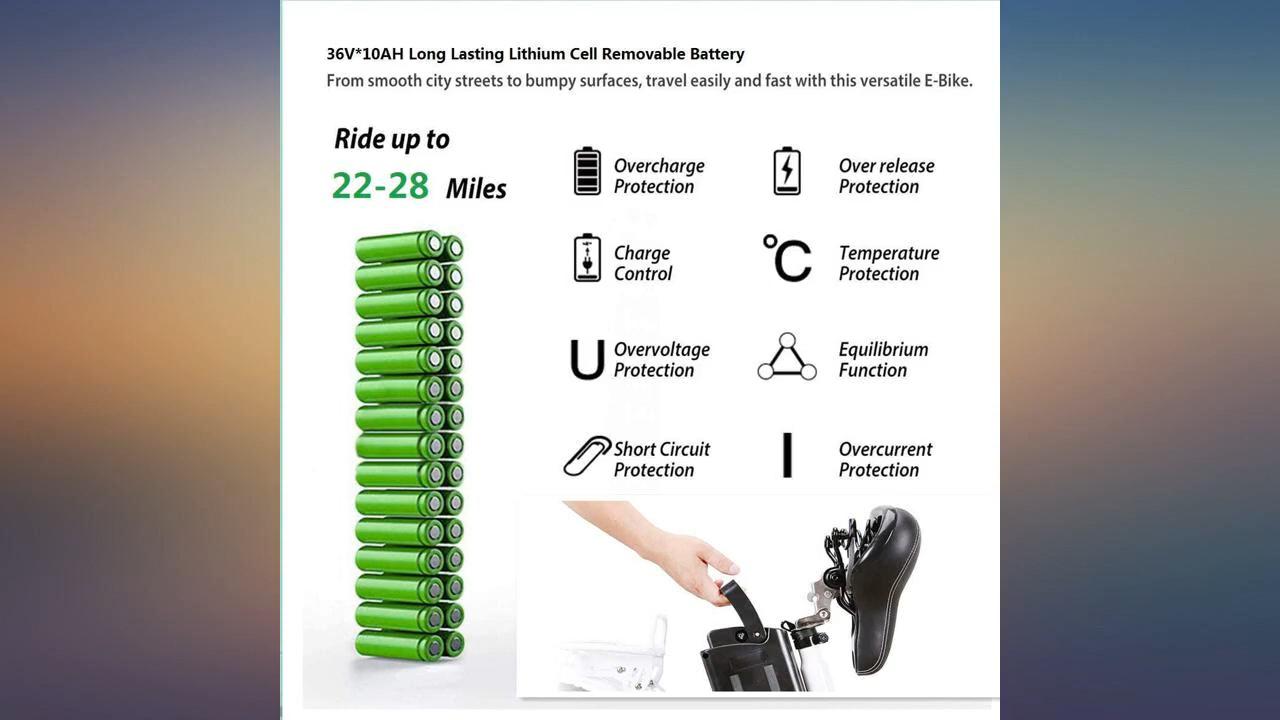 36V*10AH Long Lasting Lithium Cell Removable Battery
From smooth city streets to bumpy surfaces, travel easily and fast with this versatile E-Bike.
Ride up to
22-28 Miles
Overcharge
Protection
Over release
Protection
Charge
Control
°C
Temperature
Protection
U
Overvoltage
Protection
Equilibrium
Function
Short Circuit
Protection
I
Overcurrent
Protection